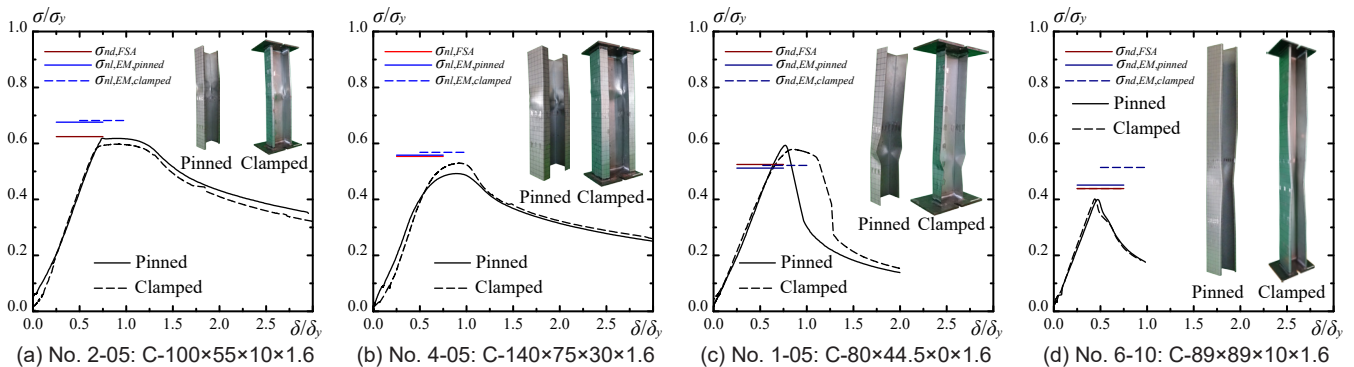 σ/σy
1.0
0.8
0.6
0.4
0.2
0.0
0.0 0.5 1.0 1.5 2.0 2.5
δ/δy
σnd,FSA
σnl,EM,pinned
σnl,EM,clamped
Pinned Clamped
Pinned
Clamped
(a) No. 2-05: C-100×55×10×1.6
σ/σy
1.0
0.8
0.6
0.4
0.2
0.0
0.0 0.5 1.0 1.5 2.0 2.5
δ/δy
σnl,FSA
σnl,EM,pinned
σnl,EM,clamped
Pinned Clamped
Pinned
Clamped
(b) No. 4-05: C-140×75×30×1.6
σ/σy
1.0
0.8
0.6
0.4
0.2
0.0
0.0 0.5 1.0 1.5 2.0 2.5
δ/δy
σnd,FSA
σnd,EM,pinned
σnd,EM,clamped
Pinned Clamped
Pinned
Clamped
(c) No. 1-05: C-80×44.5×0×1.6
σ/σy
1.0
0.8
0.6
0.4
0.2
0.0
0.0 0.5 1.0 1.5 2.0 2.5
δ/δy
σnd,FSA
σnd,EM,pinned
σnd,EM,clamped
Pinned
Clamped
Pinned Clamped
(d) No. 6-10: C-89×89×10×1.6